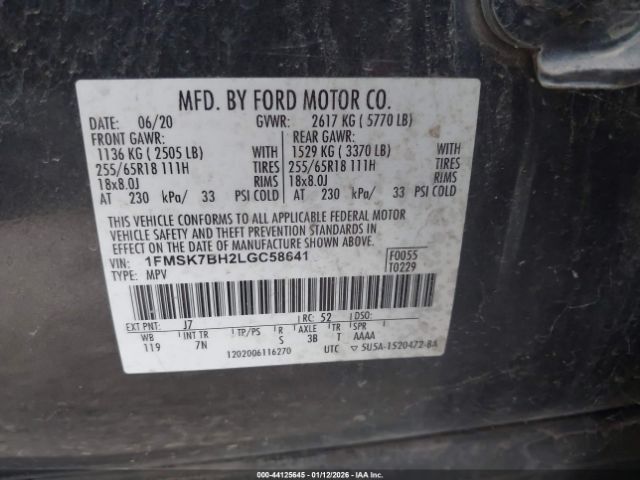 MFD. BY FORD MOTOR CO.
DATE: 06/20 GVWR: 2617 KG ( 5770 LB)
FRONT GAWR: REAR GAWR:
1136 KG ( 2505 LB) WITH 1529 KG ( 3370 LB) WITH
255/65R18 111H TIRES 255/65R18 111H TIRES
18x8.0J RIMS 18x8.0J RIMS
AT 230 kPa/ 33 PSI COLD AT 230 kPa/ 33 PSI COLD
THIS VEHICLE CONFORMS TO ALL APPLICABLE FEDERAL MOTOR
VEHICLE SAFETY AND THEFT PREVENTION STANDARDS IN
EFFECT ON THE DATE OF MANUFACTURE SHOWN ABOVE.
VIN: 1FMSK7BH2LGC58641 F0055
TYPE: MPV T0229
EXT PNT: J7 RC: 52 DSO:
WB INT TR TP/PS R AXLE TR SPR
119 7N S 3B T AAAA
1202006116270 UTC ▽ 5U5A-1520472-BA
000-44125645 - 01/12/2026 - IAA Inc.